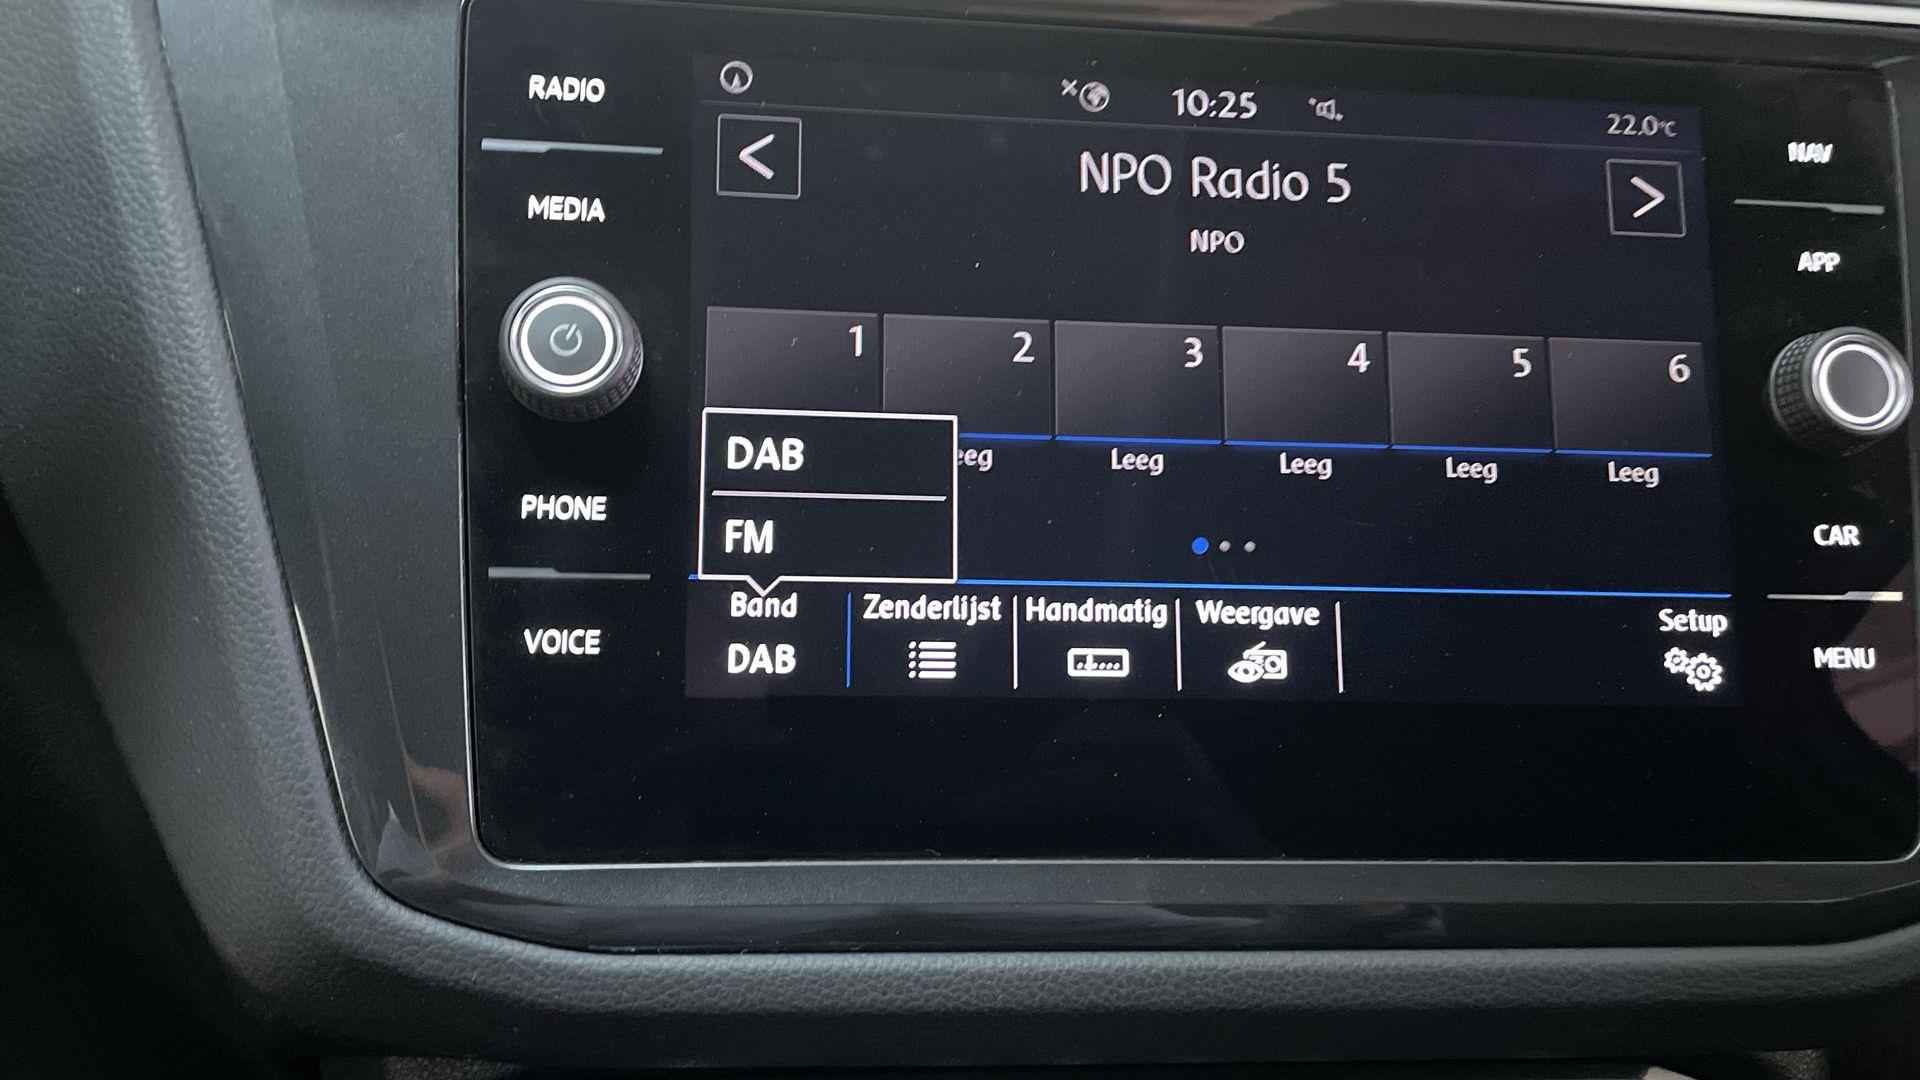 RADIO
MEDIA
PHONE
VOICE
10:25
22.0°C
<
NPO Radio 5
>
NPO
1 2 3 4 5 6
eeg Leeg Leeg Leeg Leeg
DAB
FM
Band Zenderlijst Handmatig Weergave Setup
DAB
NAV
APP
CAR
MENU